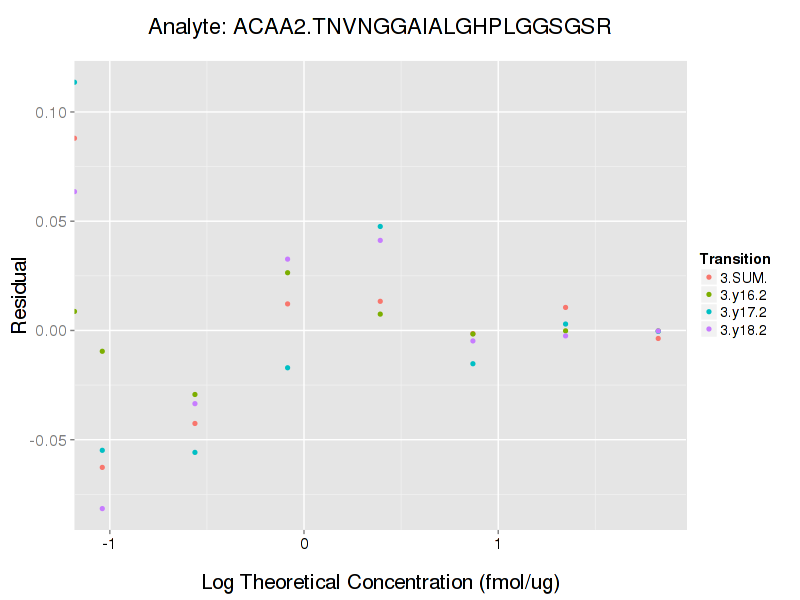 Analyte: ACAA2.TNVNGGAIALGHPLGGSGSR
0.10
0.05
0.00
-0.05
Residual
-1
0
1
Log Theoretical Concentration (fmol/ug)
Transition
3.SUM.
3.y16.2
3.y17.2
3.y18.2